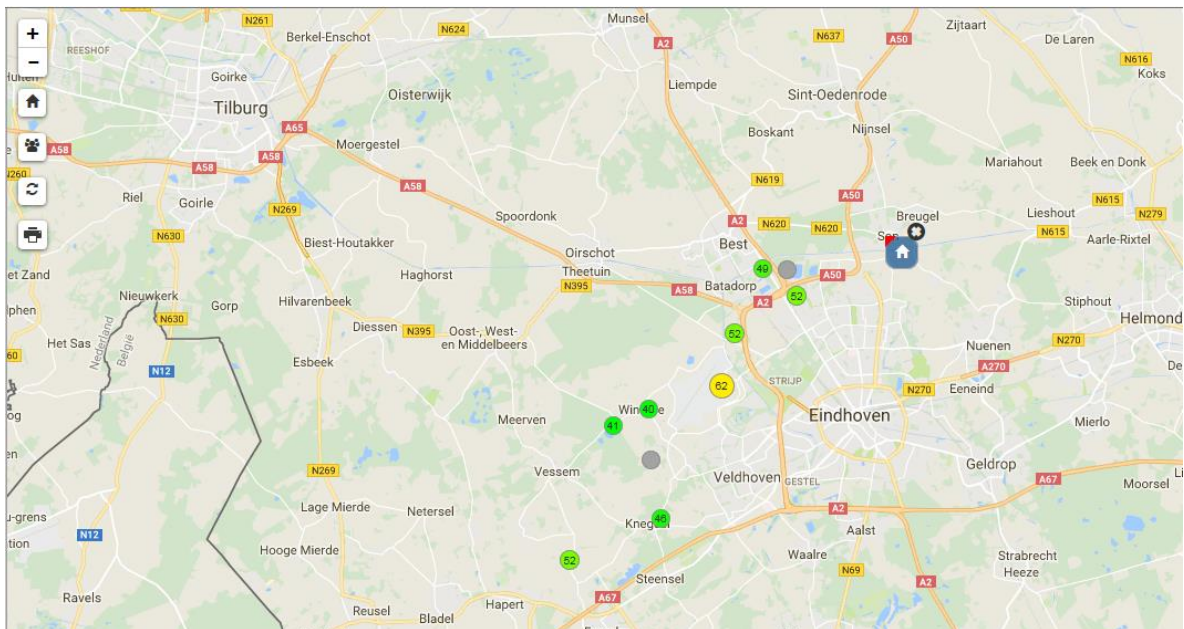 +
−
N261
N624
Munsel
N637
A50
Zijtaart
De Laren
N616
Koks
REESHOF
Berkel-Enschot
A2
Goirke
Oisterwijk
Liempde
Sint-Oedenrode
Tilburg
A65
Moergestel
Boskant
Nijnsel
A58
A58
A58
N260
Mariahout
Beek en Donk
A58
N619
A50
N615
Riel
Goirle
N269
Spoordonk
A2
N620
N620
Breugel
Lieshout
N279
N630
Biest-Houtakker
Oirschot
Best
N615
Aarle-Rixtel
Theetuin
49
Haghorst
N395
A58
Batadorp
A50
52
A2
Nieuwkerk
Gorp
Hilvarenbeek
Stiphout
N630
Diessen
N395
Oost-, West-
en Middelbeers
52
Helmond
Het Sas
Nederland
België
Esbeek
Nuenen
N270
N12
A270
STRIJP
62
N270
Eeneind
Meerven
40
Eindhoven
41
Mierlo
N269
Vessem
Geldrop
Veldhoven
GESTEL
A67
Moorsel
Lage Mierde
Netersel
46
A2
N12
Aalst
Hooge Mierde
52
Waalre
Strabrecht
Heeze
Steensel
N69
Ravels
A67
Hapert
Reusel
Bladel
A2